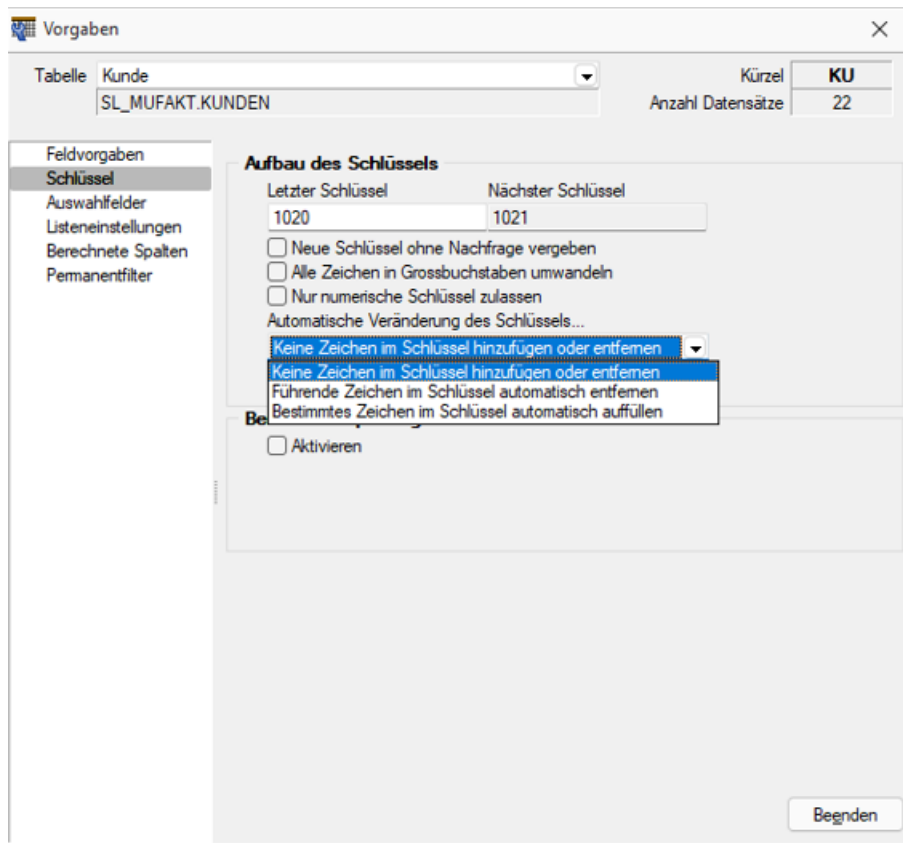 Vorgaben
Tabelle Kunde Kürzel KU
SL_MUFAKT.KUNDEN Anzahl Datensätze 22
Feldvorgaben
Schlüssel
Auswahlfelder
Listeneinstellungen
Berechnete Spalten
Permanentfilter
Aufbau des Schlüssels
Letzter Schlüssel Nächster Schlüssel
1020 1021
Neue Schlüssel ohne Nachfrage vergeben
Alle Zeichen in Grossbuchstaben umwandeln
Nur numerische Schlüssel zulassen
Automatische Veränderung des Schlüssels...
Keine Zeichen im Schlüssel hinzufügen oder entfernen
Keine Zeichen im Schlüssel hinzufügen oder entfernen
Führende Zeichen im Schlüssel automatisch entfernen
Bestimmtes Zeichen im Schlüssel automatisch auffüllen
Aktivieren
Beenden